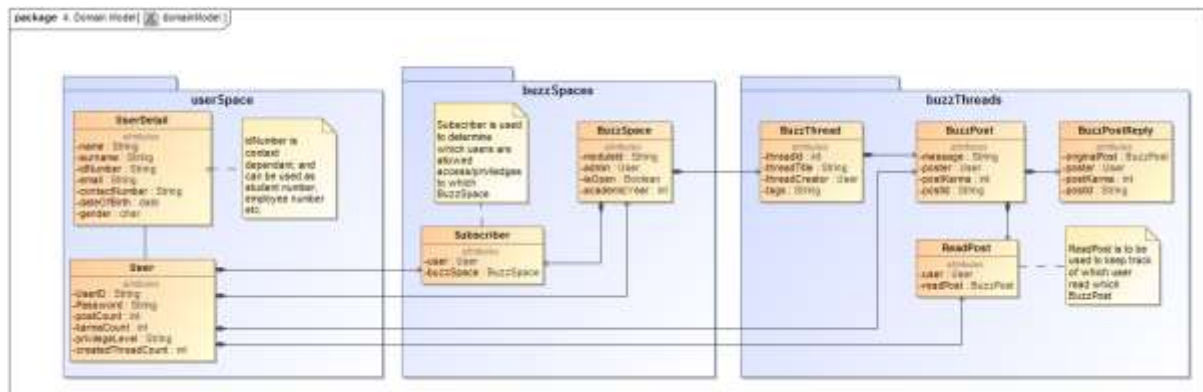 package 4. Domain Model[ domainModel ]
userSpace
UserDetail
attributes
-name : String
-surname : String
-idNumber : String
-email : String
-contactNumber : String
-dateOfBirth : date
-gender : char
idNumber is
context
dependant, and
can be used as
student number,
employee number
etc.
User
attributes
-UserID : String
-Password : String
-postCount : int
-karmaCount : int
-privilegeLevel : String
-createdThreadCount : int
buzzSpaces
Subscriber is used
to determine
which users are
allowed
access/priviledges
to which
BuzzSpace
BuzzSpace
attributes
-moduleId : String
-admin : User
-isOpen : Boolean
-academicYear : int
Subscriber
attributes
-user : User
-buzzSpace : BuzzSpace
buzzThreads
BuzzThread
attributes
-threadId : int
-threadTitle : String
-threadCreator : User
-tags : String
BuzzPost
attributes
-message : String
-poster : User
-postKarma : int
-postId : String
BuzzPostReply
attributes
-originalPost : BuzzPost
-poster : User
-postKarma : int
-postId : String
ReadPost
attributes
-user : User
-readPost : BuzzPost
ReadPost is to be
used to keep track
of which user
read which
BuzzPost